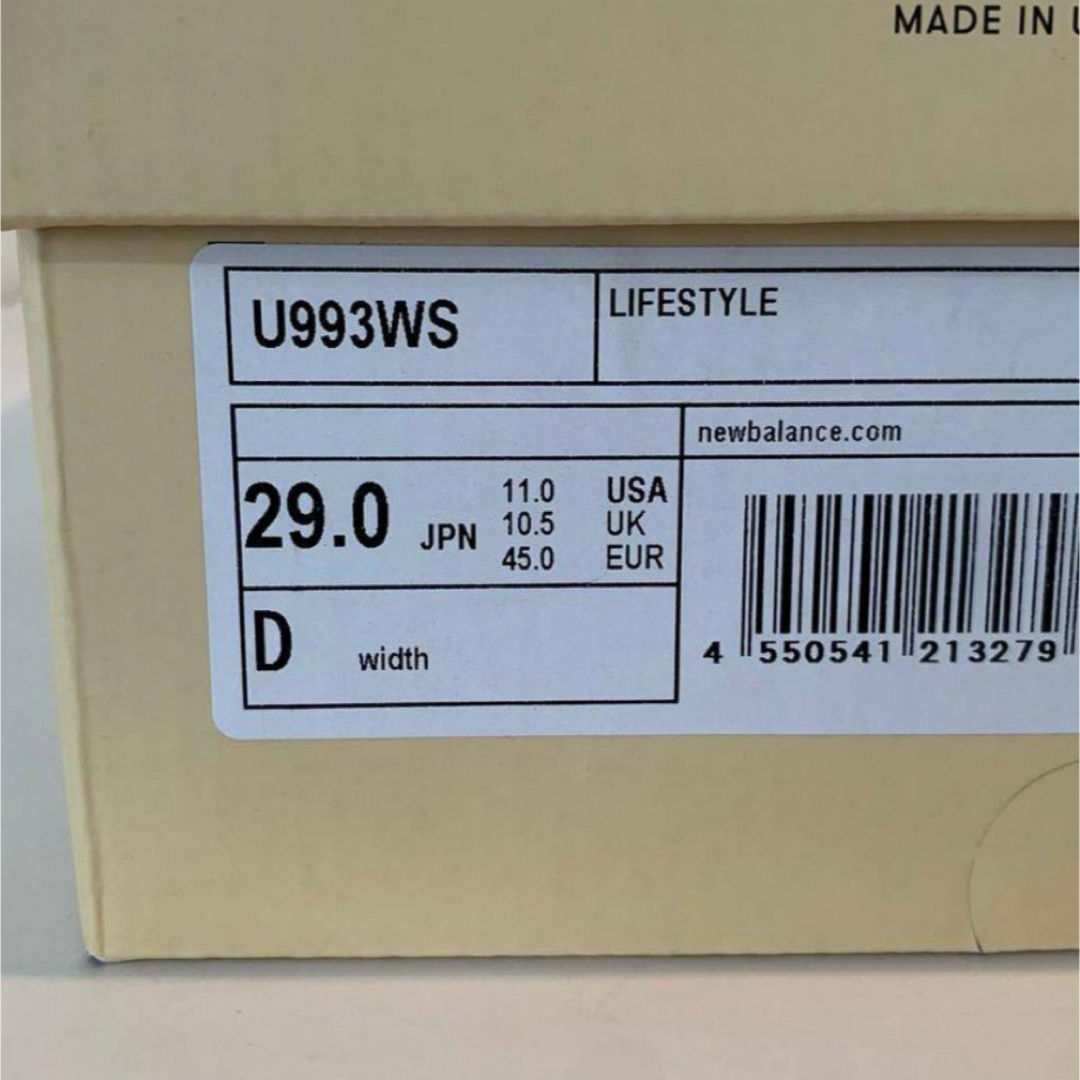 MADE IN
U993WS
LIFESTYLE
newbalance.com
29.0 JPN
11.0 USA
10.5 UK
45.0 EUR
D width
4 550541 213279